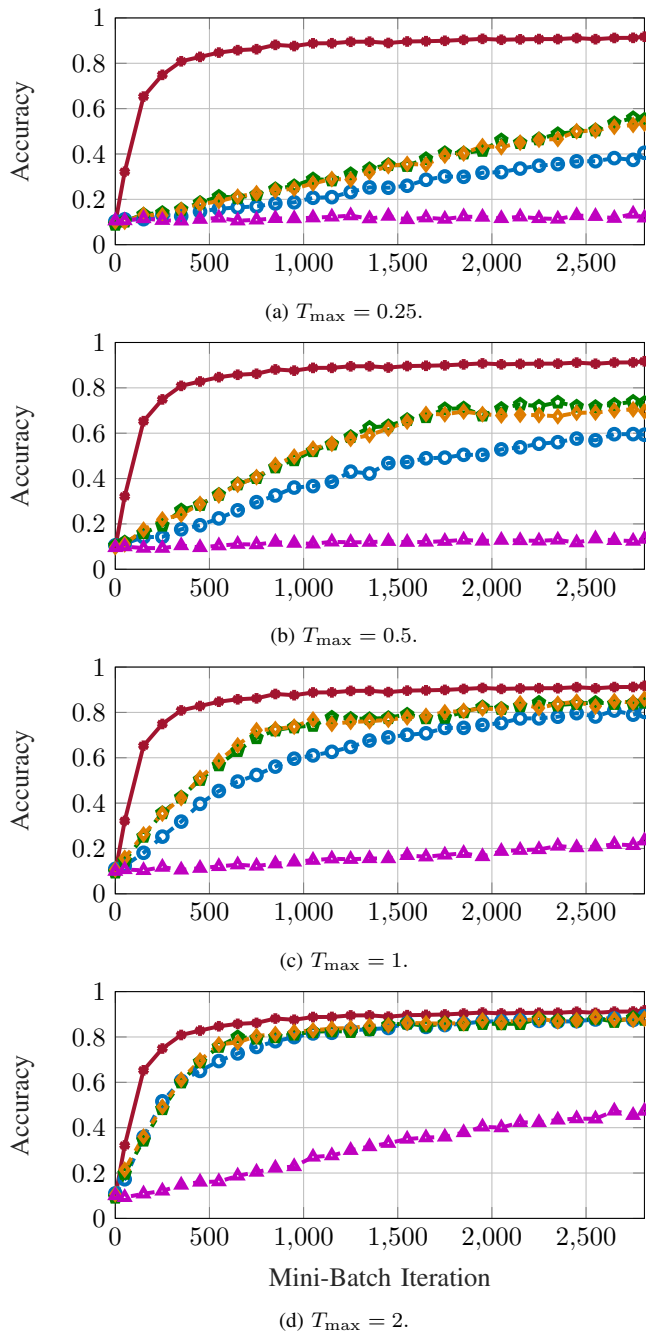 1
0.8
0.6
0.4
0.2
0
Accuracy
0 500 1,000 1,500 2,000 2,500
(a) T_max = 0.25.
1
0.8
0.6
0.4
0.2
0
Accuracy
0 500 1,000 1,500 2,000 2,500
(b) T_max = 0.5.
1
0.8
0.6
0.4
0.2
0
Accuracy
0 500 1,000 1,500 2,000 2,500
(c) T_max = 1.
1
0.8
0.6
0.4
0.2
0
Accuracy
0 500 1,000 1,500 2,000 2,500
Mini-Batch Iteration
(d) T_max = 2.